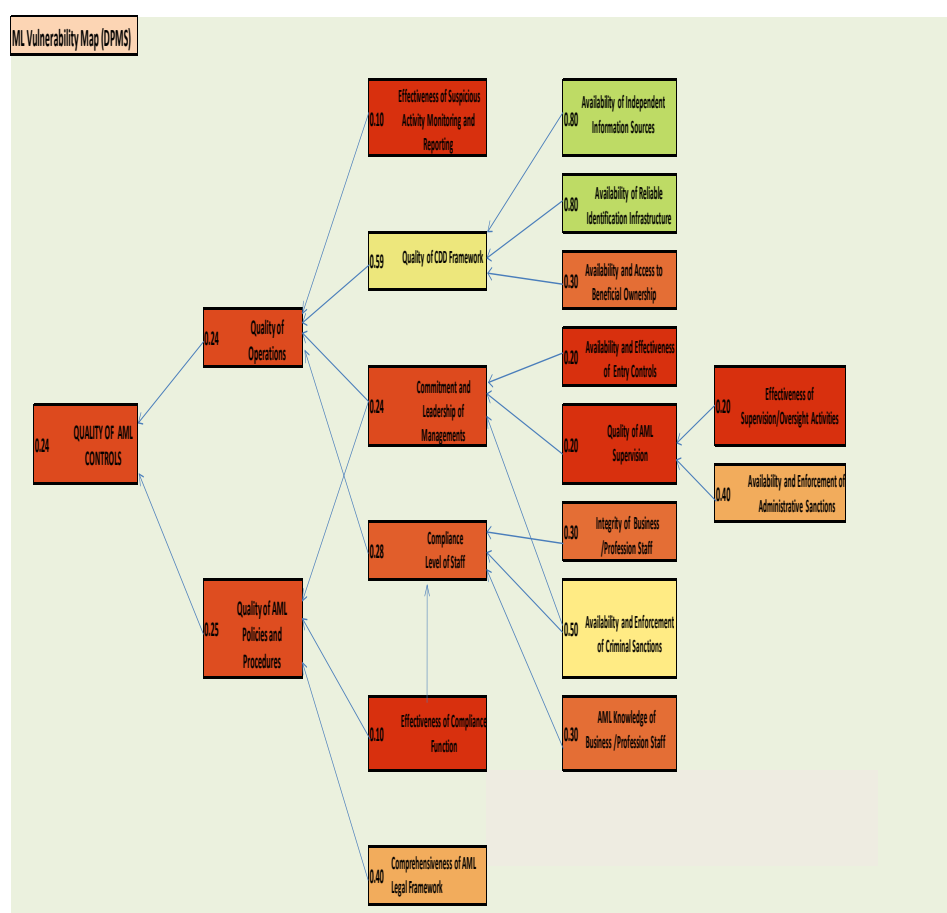 ML Vulnerability Map (DPMS)
0.24
QUALITY OF AML
CONTROLS
0.24
Quality of
Operations
0.25
Quality of AML
Policies and
Procedures
0.10
Effectiveness of Suspicious
Activity Monitoring and
Reporting
0.59
Quality of CDD Framework
0.24
Commitment and
Leadership of
Managements
0.28
Compliance
Level of Staff
0.10
Effectiveness of Compliance
Function
0.40
Comprehensiveness of AML
Legal Framework
0.80
Availability of Independent
Information Sources
0.80
Availability of Reliable
Identification Infrastructure
0.30
Availability and Access to
Beneficial Ownership
0.20
Availability and Effectiveness
of Entry Controls
0.20
Quality of AML
Supervision
0.30
Integrity of Business
/Profession Staff
0.50
Availability and Enforcement
of Criminal Sanctions
0.30
AML Knowledge of
Business /Profession Staff
0.20
Effectiveness of
Supervision/Oversight Activities
0.40
Availability and Enforcement of
Administrative Sanctions